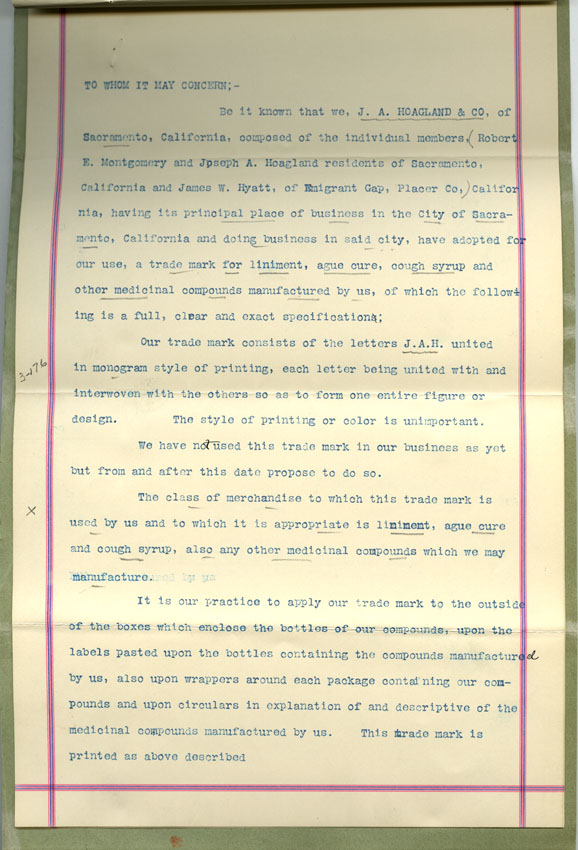 TO WHOM IT MAY CONCERN;-
Be it known that we, J. A. HOAGLAND & CO, of
Sacramento, California, composed of the individual members,(Robert
E. Montgomery and Joseph A. Hoagland residents of Sacramento,
California and James W. Hyatt, of Emigrant Gap, Placer Co,)Califor
nia, having its principal place of business in the City of Sacra-
mento, California and doing business in said city, have adopted for
our use, a trade mark for liniment, ague cure, cough syrup and
other medicinal compounds manufactured by us, of which the follow-
ing is a full, clear and exact specification;
Our trade mark consists of the letters J.A.H. united
3-176
in monogram style of printing, each letter being united with and
interwoven with the others so as to form one entire figure or
design. The style of printing or color is unimportant.
We have not used this trade mark in our business as yet
but from and after this date propose to do so.
The class of merchandise to which this trade mark is
X
used by us and to which it is appropriate is liniment, ague cure
and cough syrup, also any other medicinal compounds which we may
manufacture.
It is our practice to apply our trade mark to the outside
of the boxes which enclose the bottles of our compounds, upon the
labels pasted upon the bottles containing the compounds manufactured
by us, also upon wrappers around each package containing our com-
pounds and upon circulars in explanation of and descriptive of the
medicinal compounds manufactured by us. This trade mark is
printed as above described